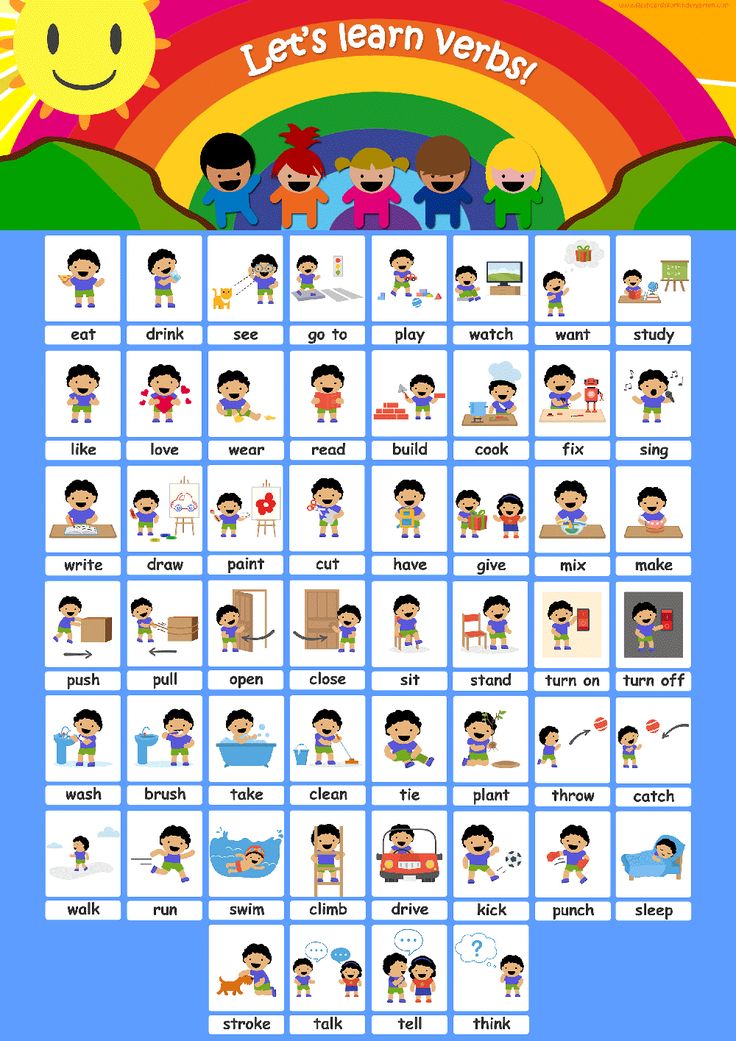 www.flashcardsforkindergarten.com
Let's learn verbs!
eat drink see go to play watch want study
like love wear read build cook fix sing
write draw paint cut have give mix make
push pull open close sit stand turn on turn off
wash brush take clean tie plant throw catch
walk run swim climb drive kick punch sleep
stroke talk tell think